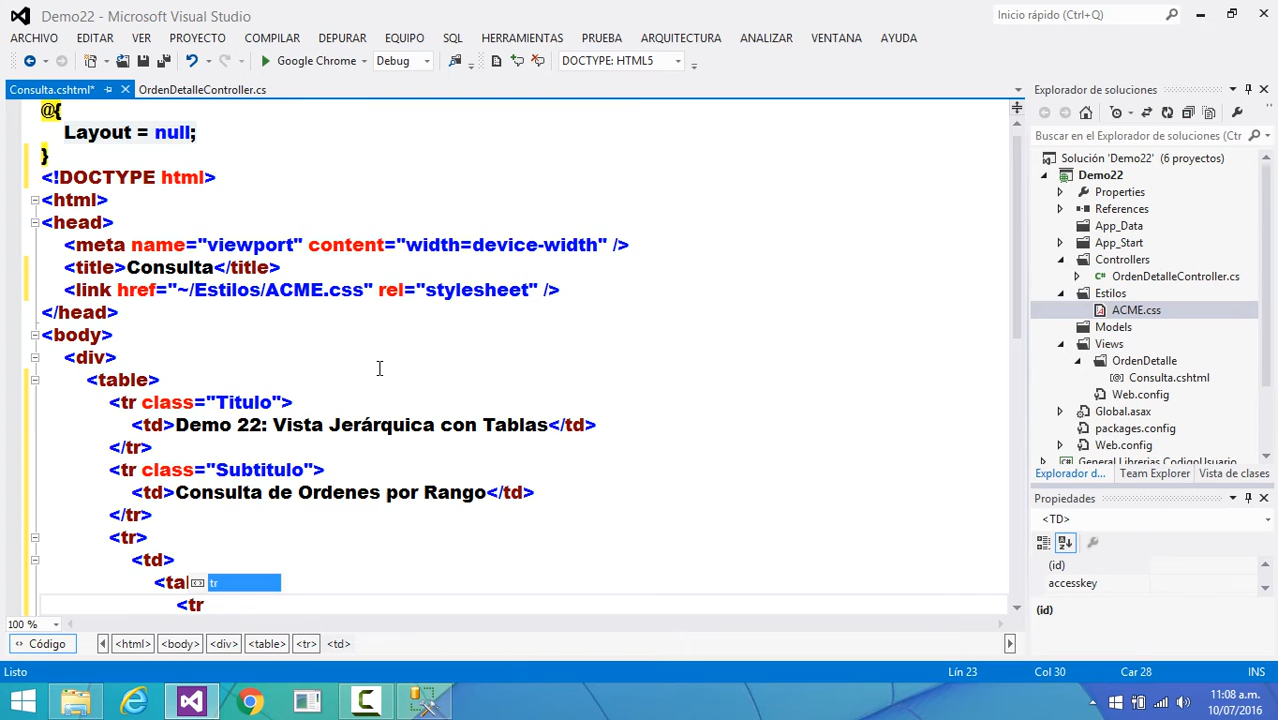 Demo22 - Microsoft Visual Studio
Inicio rápido (Ctrl+Q)
ARCHIVO EDITAR VER PROYECTO COMPILAR DEPURAR EQUIPO SQL HERRAMIENTAS PRUEBA ARQUITECTURA ANALIZAR VENTANA AYUDA
Google Chrome Debug DOCTYPE: HTML5
Consulta.cshtml* OrdenDetalleController.cs
@{
Layout = null;
}
<!DOCTYPE html>
<html>
<head>
<meta name="viewport" content="width=device-width" />
<title>Consulta</title>
<link href="~/Estilos/ACME.css" rel="stylesheet" />
</head>
<body>
<div>
<table>
<tr class="Titulo">
<td>Demo 22: Vista Jerárquica con Tablas</td>
</tr>
<tr class="Subtitulo">
<td>Consulta de Ordenes por Rango</td>
</tr>
<tr>
<td>
<tal tr
<tr
100 %
Código <html> <body> <div> <table> <tr> <td>
Explorador de soluciones
Buscar en el Explorador de soluciones (Ctr
Solución 'Demo22' (6 proyectos)
Demo22
Properties
References
App_Data
App_Start
Controllers
OrdenDetalleController.cs
Estilos
ACME.css
Models
Views
OrdenDetalle
Consulta.cshtml
Web.config
Global.asax
packages.config
Web.config
General Librerias CodigoUsuario
Explorador d... Team Explorer Vista de clases
Propiedades
<TD>
(id)
accesskey
(id)
Listo Lín 23 Col 30 Car 28 INS
11:08 a.m.
10/07/2016